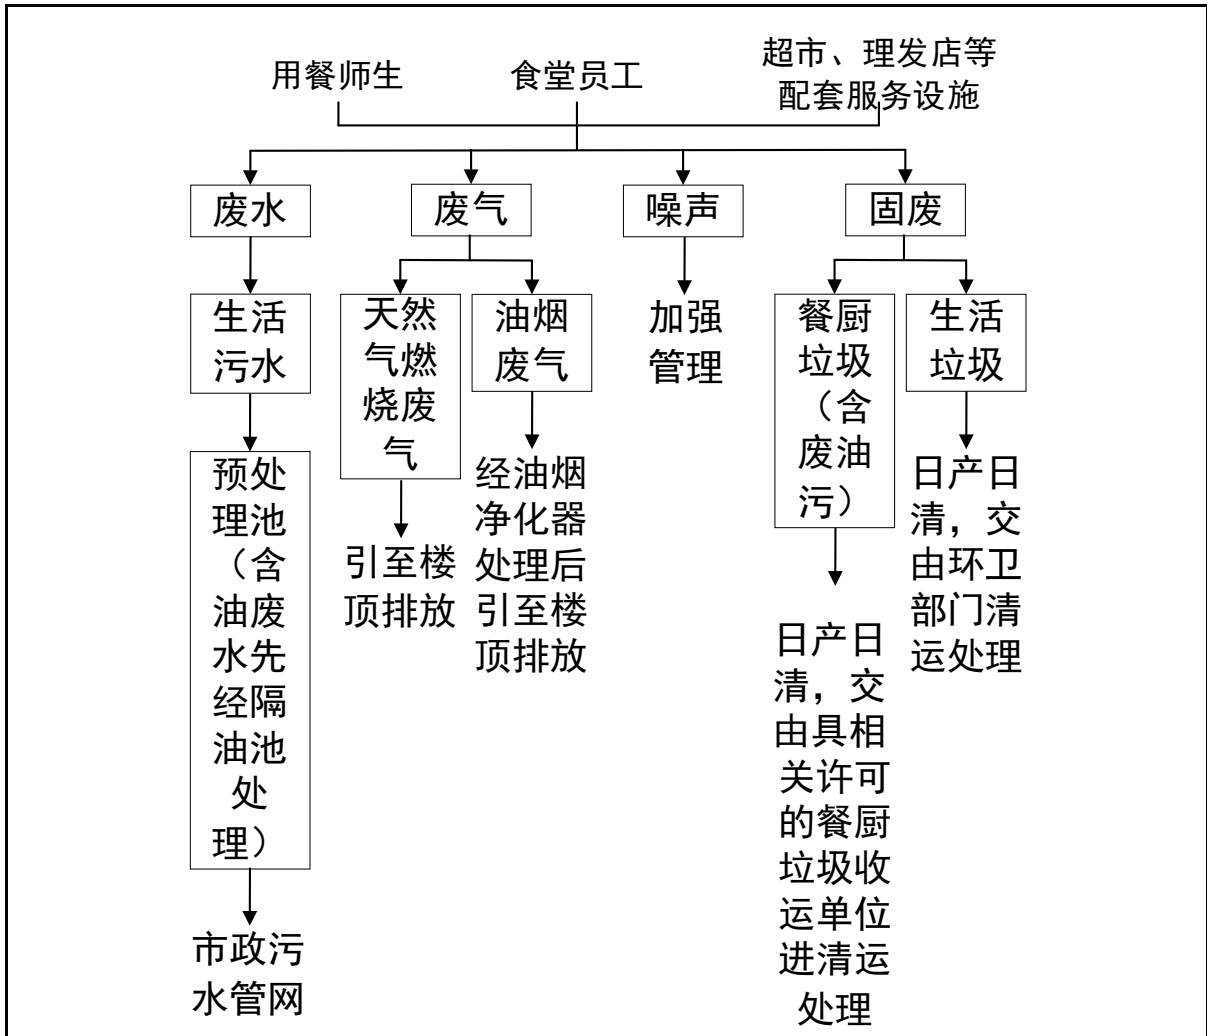 用餐师生
食堂员工
超市、理发店等
配套服务设施
废水
废气
噪声
固废
生活
污水
天然
气燃
烧废
气
油烟
废气
加强
管理
餐厨
垃圾
（含
废油
污）
生活
垃圾
预处
理池
（含
油废
水先
经隔
油池
处
理）
引至楼
顶排放
经油烟
净化器
处理后
引至楼
顶排放
日产日
清，交
由具相
关许可
的餐厨
垃圾收
运单位
进清运
处理
日产日
清，交
由环卫
部门清
运处理
市政污
水管网